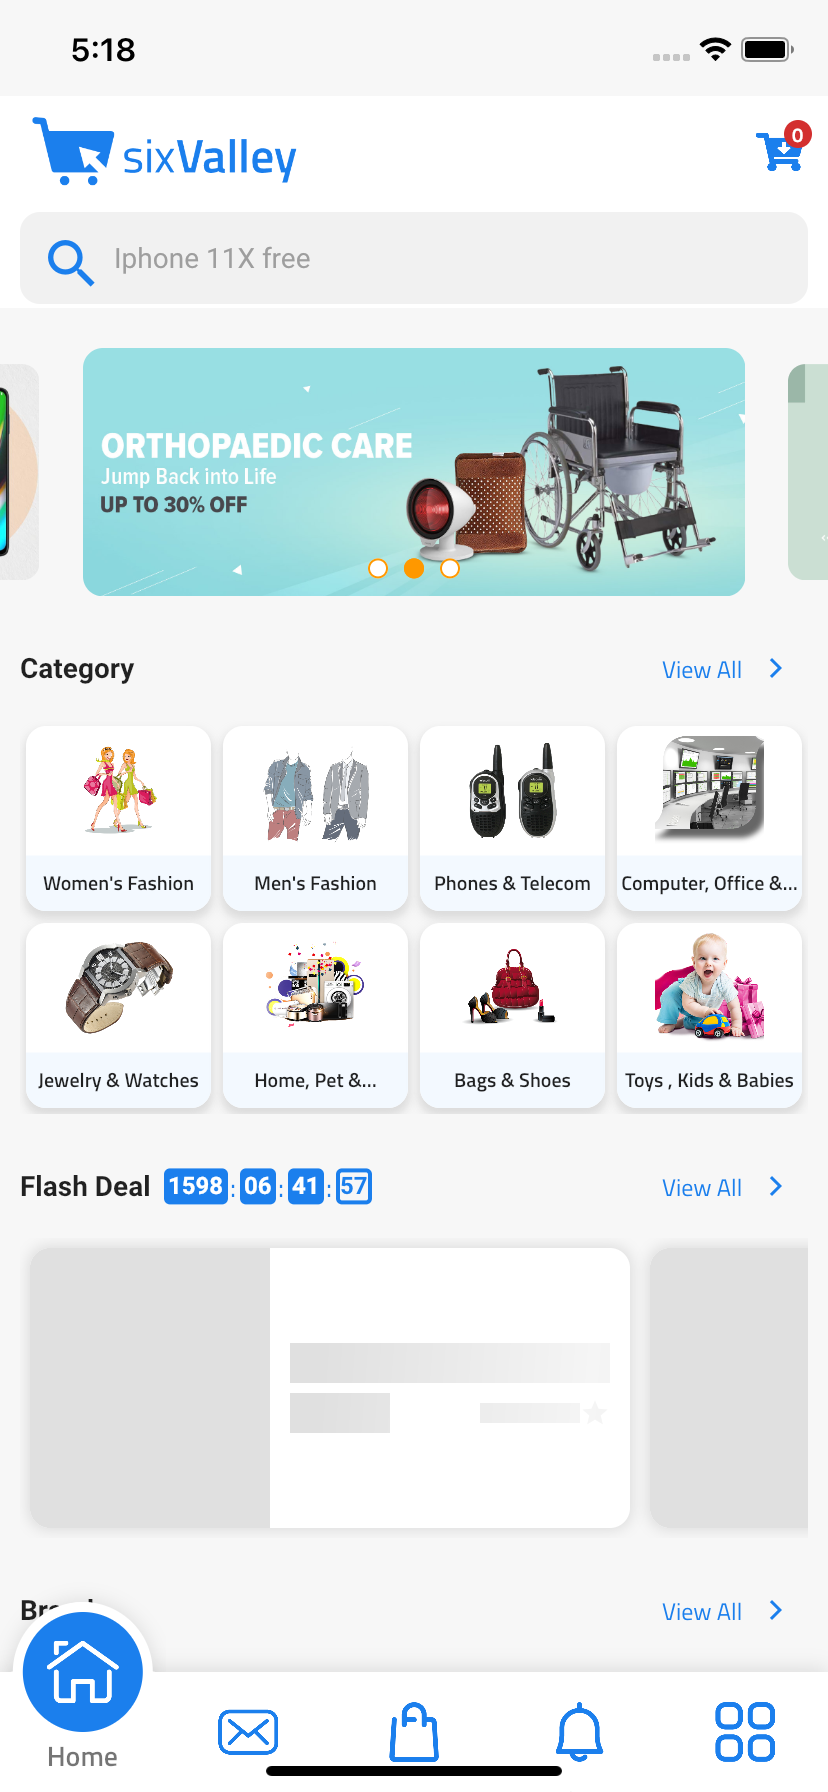 5:18
sixValley
0
Iphone 11X free
ORTHOPAEDIC CARE
Jump Back into Life
UP TO 30% OFF
Category
View All
Women's Fashion
Men's Fashion
Phones & Telecom
Computer, Office &...
Jewelry & Watches
Home, Pet &...
Bags & Shoes
Toys , Kids & Babies
Flash Deal 1598 : 06 : 41 : 57
View All
View All
Home